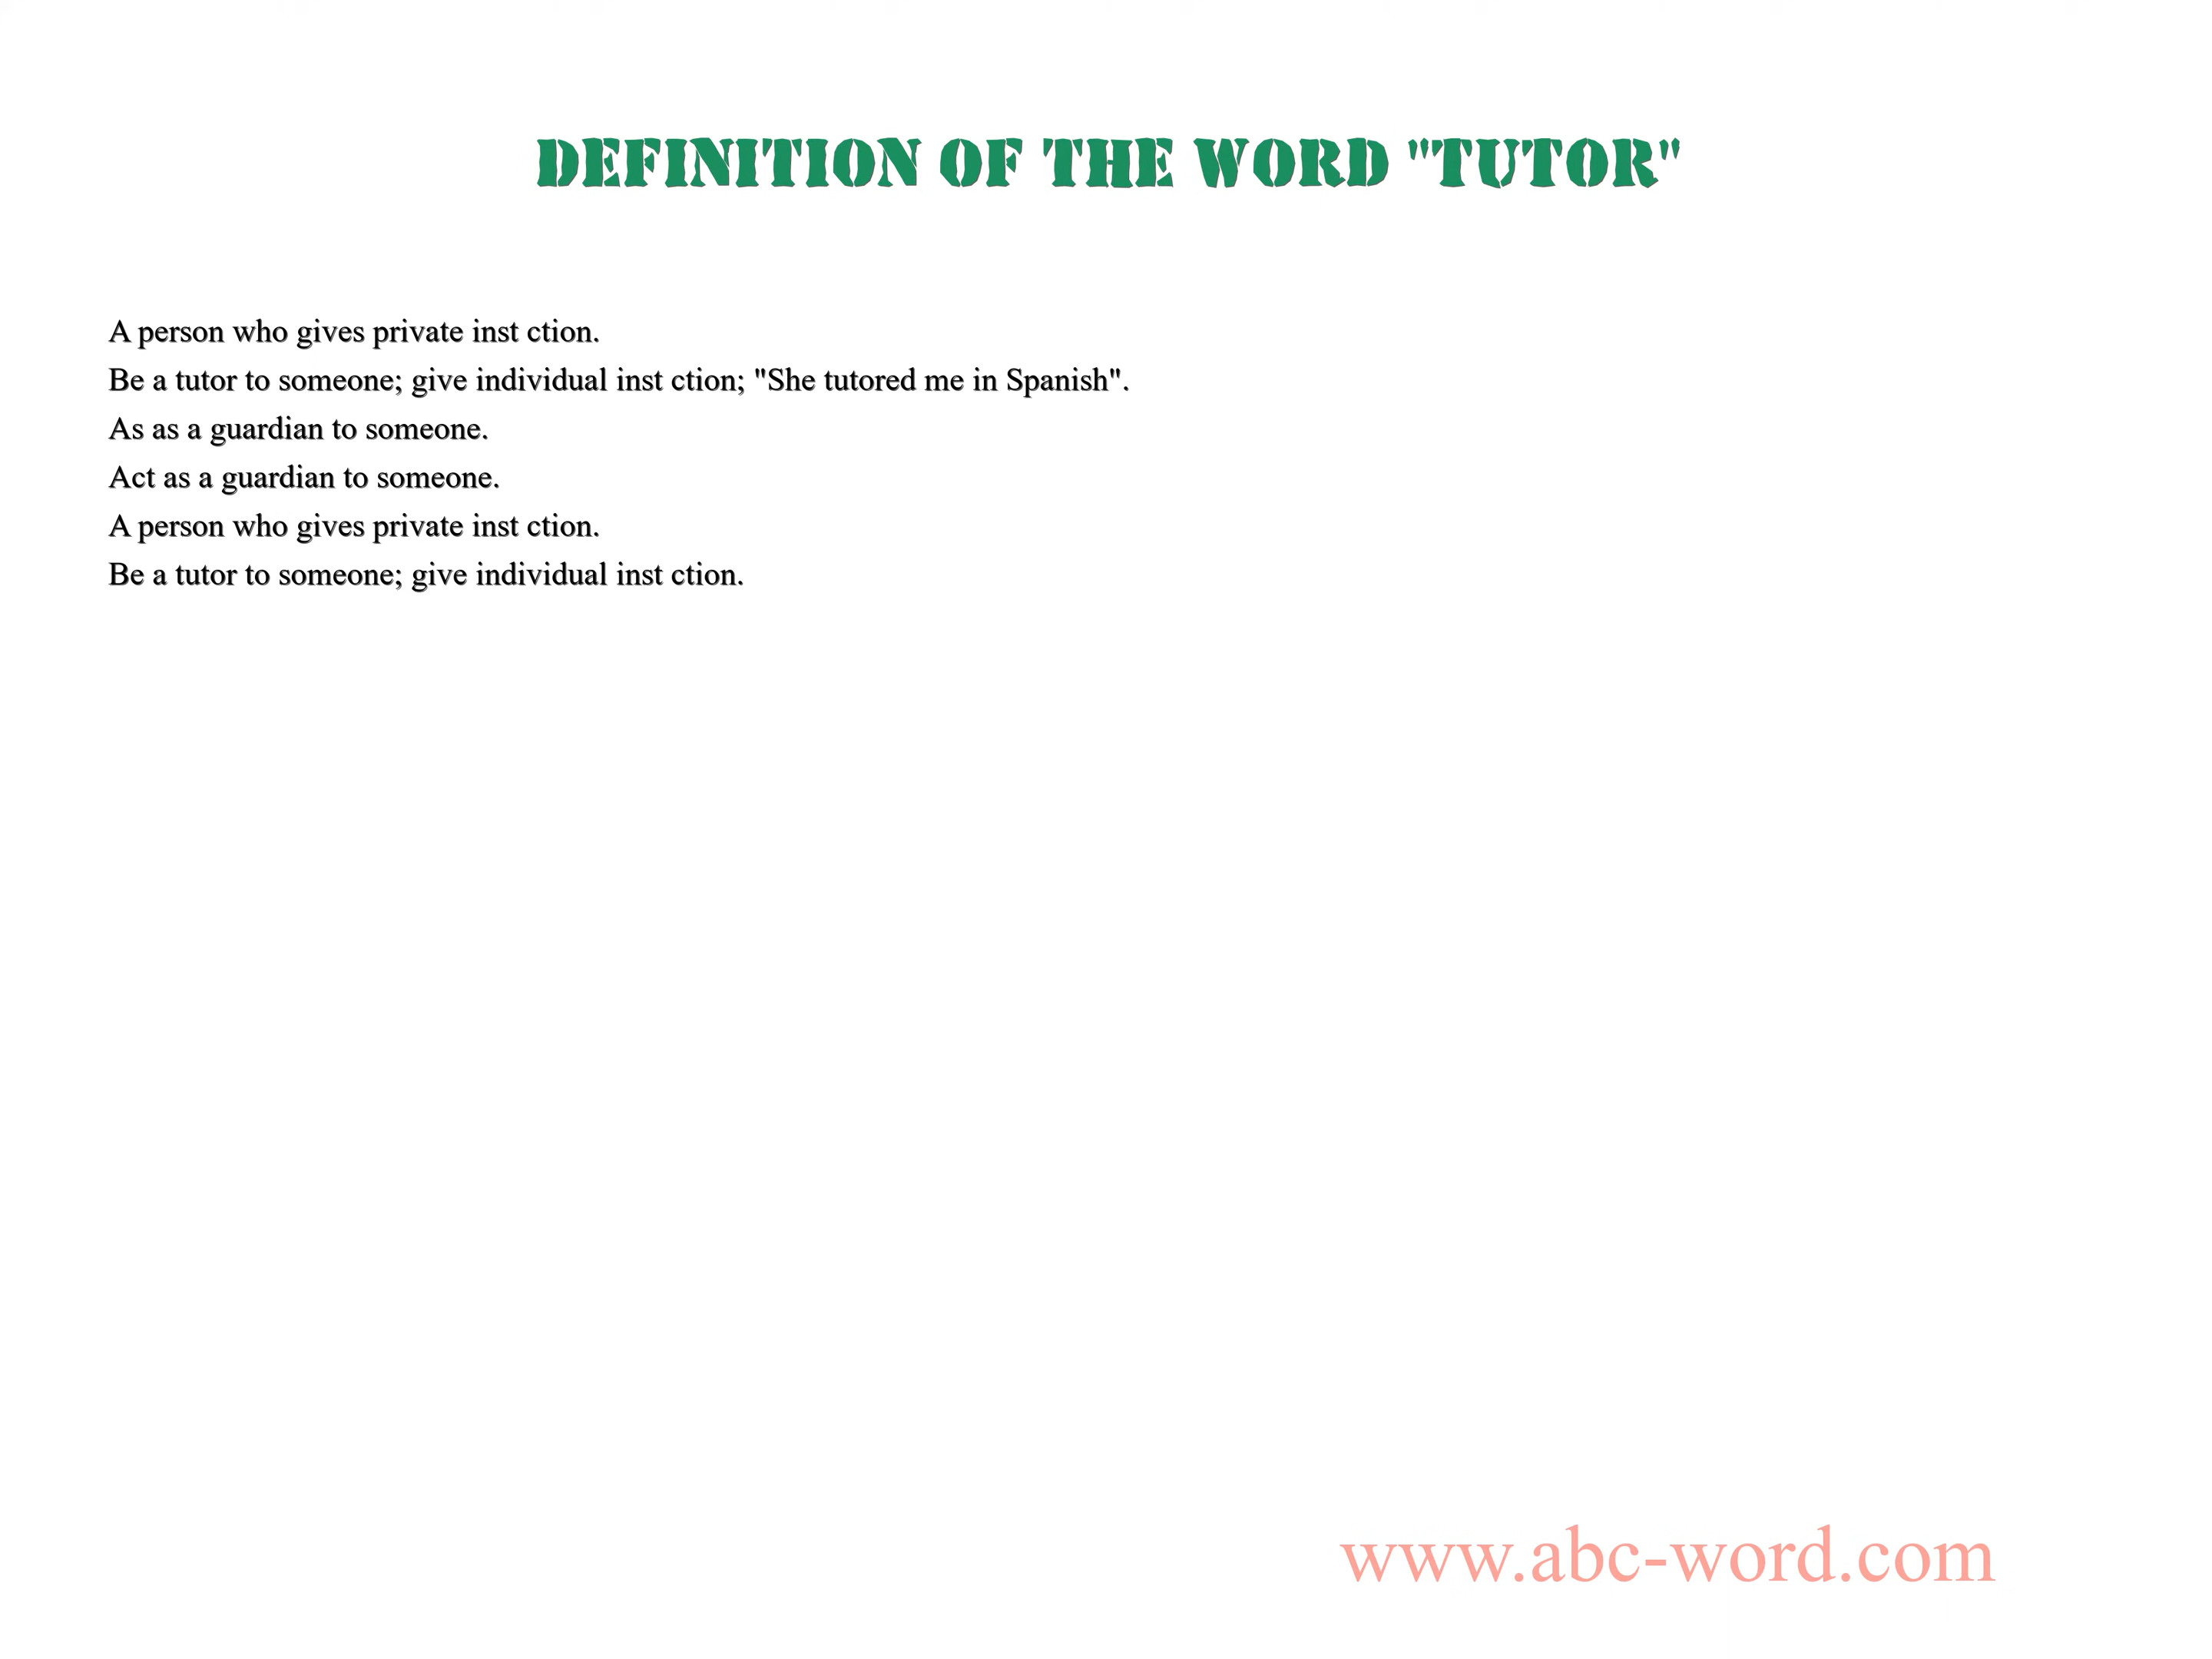 DEFINITION OF THE WORD "TUTOR"
A person who gives private inst ction.
Be a tutor to someone; give individual inst ction; "She tutored me in Spanish".
As as a guardian to someone.
Act as a guardian to someone.
A person who gives private inst ction.
Be a tutor to someone; give individual inst ction.
www.abc-word.com